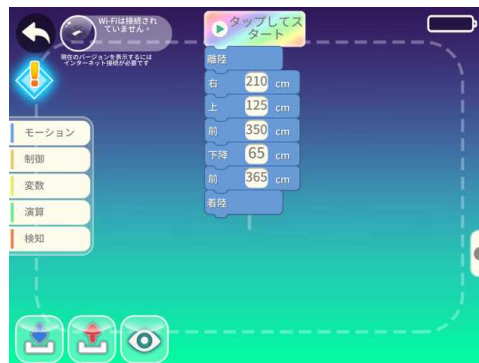 Wi-Fiは接続され
ていません。
現在のバージョンを表示するには
インターネット接続が必要です
タップしてス
タート
離陸
右 210 cm
上 125 cm
前 350 cm
下降 65 cm
前 365 cm
着陸
モーション
制御
変数
演算
検知